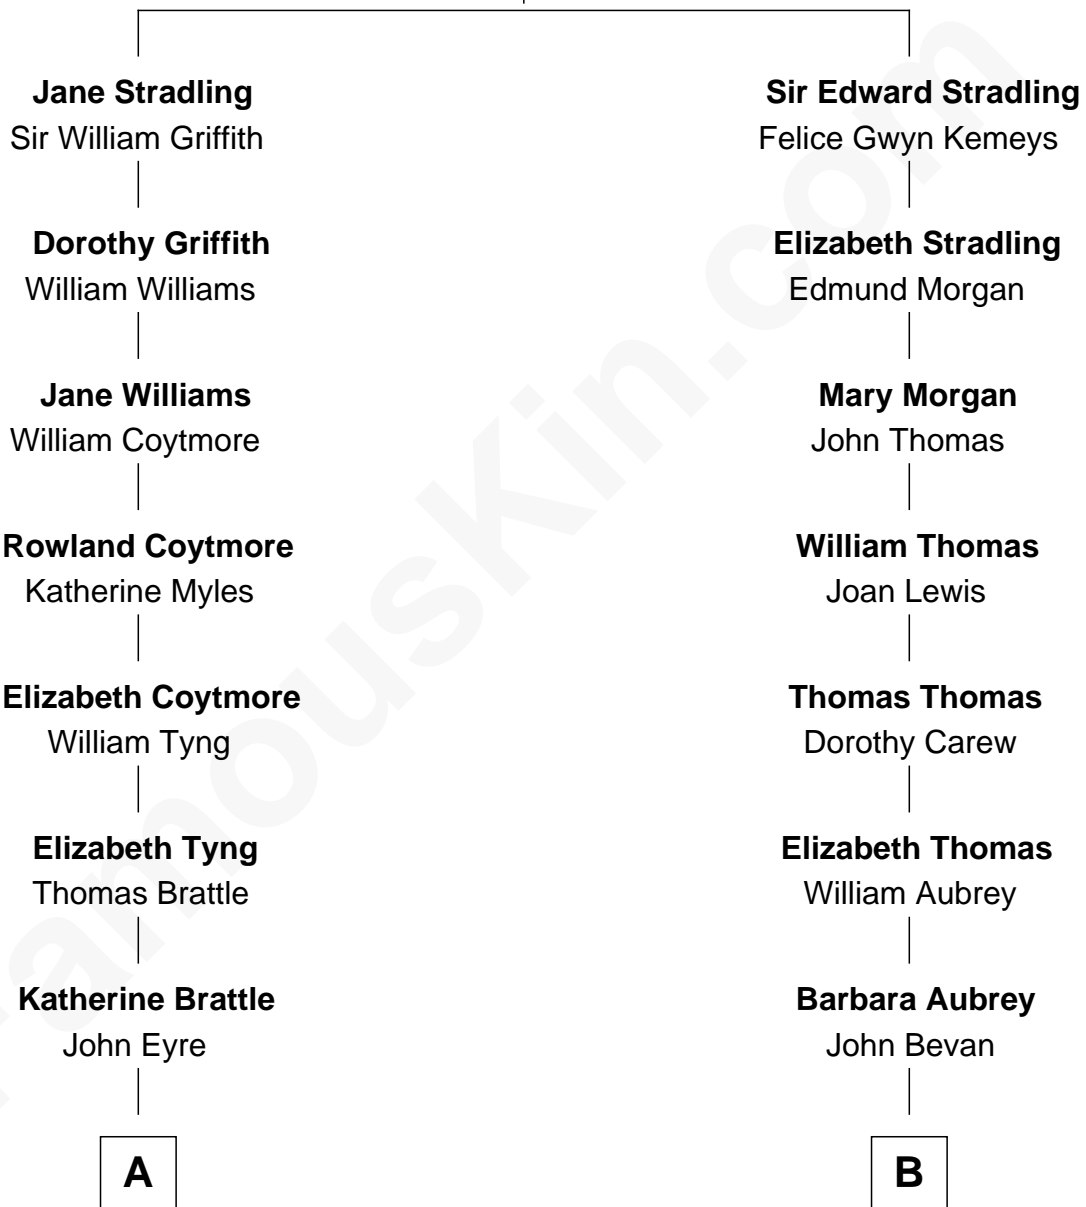 Jane Stradling
Sir William Griffith
Dorothy Griffith
William Williams
Jane Williams
William Coytmore
Rowland Coytmore
Katherine Myles
Elizabeth Coytmore
William Tyng
Elizabeth Tyng
Thomas Brattle
Katherine Brattle
John Eyre
A
Sir Edward Stradling
Felice Gwyn Kemeys
Elizabeth Stradling
Edmund Morgan
Mary Morgan
John Thomas
William Thomas
Joan Lewis
Thomas Thomas
Dorothy Carew
Elizabeth Thomas
William Aubrey
Barbara Aubrey
John Bevan
B
FamousKin.com